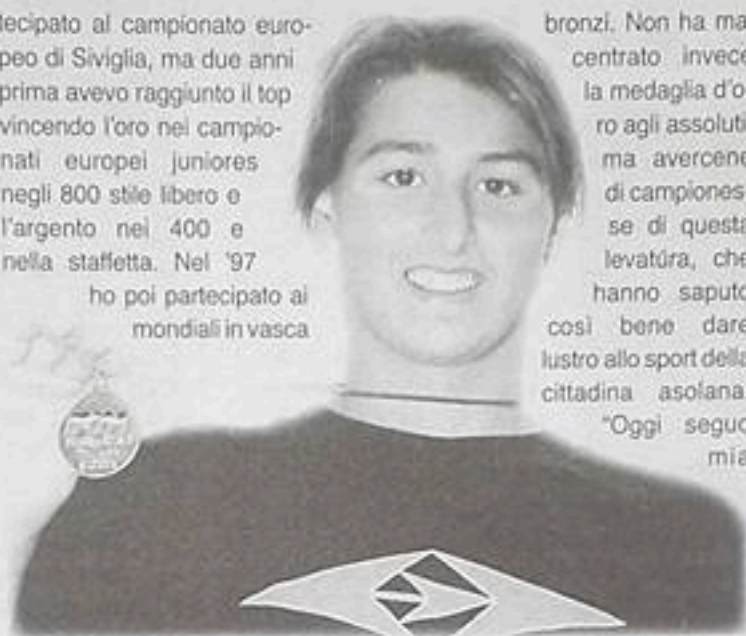 tecipato al campionato euro-
peo di Siviglia, ma due anni
prima avevo raggiunto il top
vincendo l'oro nei campio-
nati europei juniores
negli 800 stile libero e
l'argento nei 400 e
nella staffetta. Nel '97
ho poi partecipato ai
mondiali in vasca
bronzi. Non ha ma
centrato invece
la medaglia d'o
ro agli assoluti
ma avercene
di campiones
se di questa
levatúra, che
hanno saputo
così bene dare
lustro allo sport della
cittadina asolana.
"Oggi seguo
mia